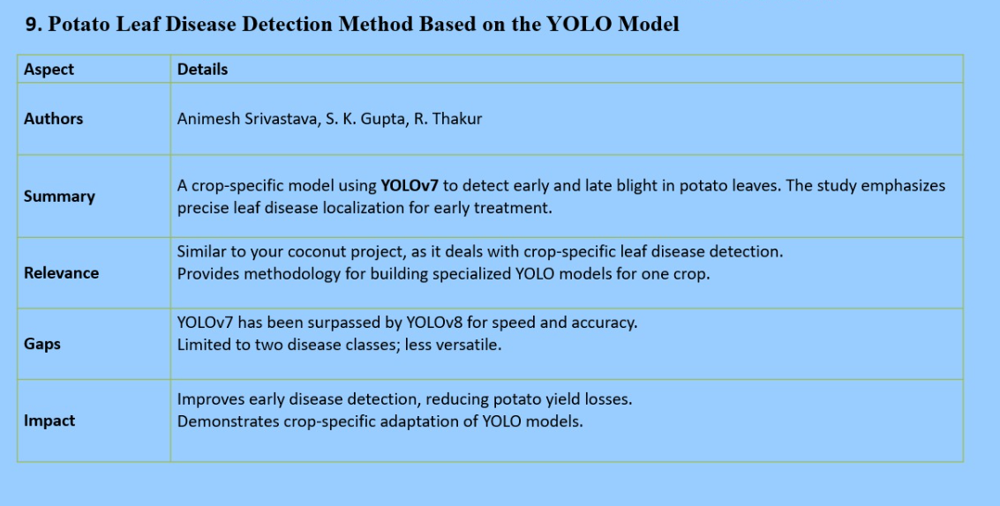 9. Potato Leaf Disease Detection Method Based on the YOLO Model
Aspect
Details
Authors
Animesh Srivastava, S. K. Gupta, R. Thakur
Summary
A crop-specific model using YOLOv7 to detect early and late blight in potato leaves. The study emphasizes
precise leaf disease localization for early treatment.
Relevance
Similar to your coconut project, as it deals with crop-specific leaf disease detection.
Provides methodology for building specialized YOLO models for one crop.
Gaps
YOLOv7 has been surpassed by YOLOv8 for speed and accuracy.
Limited to two disease classes; less versatile.
Impact
Improves early disease detection, reducing potato yield losses.
Demonstrates crop-specific adaptation of YOLO models.